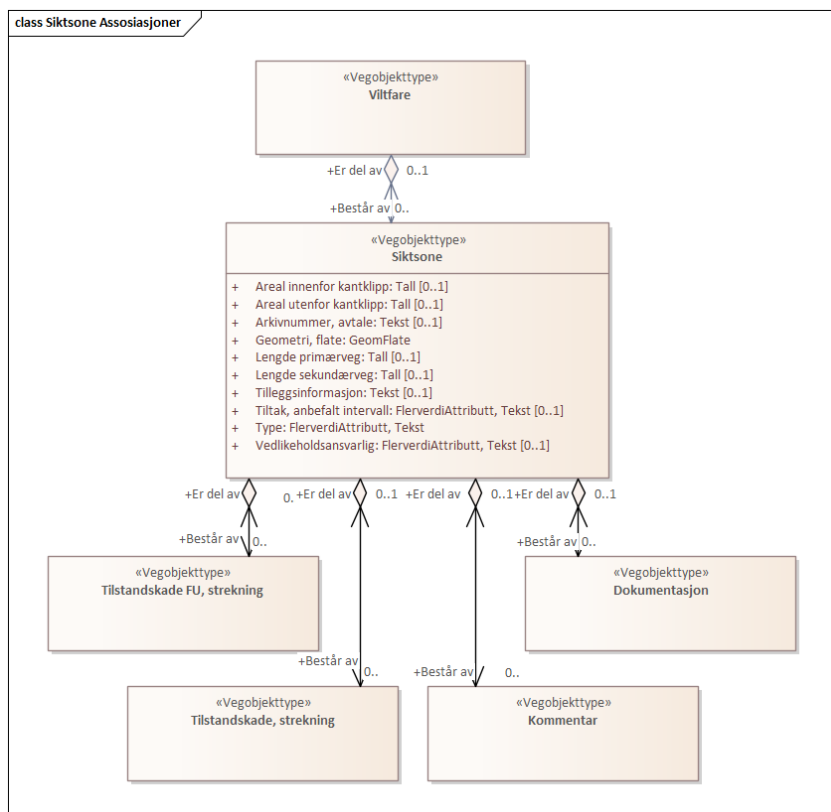 class Siktsone Assosiasjoner
«Vegobjekttype»
Viltfare
+Er del av 0..1
+Består av 0..
«Vegobjekttype»
Siktsone
+ Areal innenfor kantklipp: Tall [0..1]
+ Areal utenfor kantklipp: Tall [0..1]
+ Arkivnummer, avtale: Tekst [0..1]
+ Geometri, flate: GeomFlate
+ Lengde primærveg: Tall [0..1]
+ Lengde sekundærveg: Tall [0..1]
+ Tilleggsinformasjon: Tekst [0..1]
+ Tiltak, anbefalt intervall: FlerverdiAttributt, Tekst [0..1]
+ Type: FlerverdiAttributt, Tekst
+ Vedlikeholdsansvarlig: FlerverdiAttributt, Tekst [0..1]
+Er del av 0. +Er del av 0..1 +Er del av 0..1 +Er del av 0..1
+Består av 0.. +Består av 0..
«Vegobjekttype»
Tilstandskade FU, strekning
«Vegobjekttype»
Dokumentasjon
+Består av 0.. +Består av 0..
«Vegobjekttype»
Tilstandskade, strekning
«Vegobjekttype»
Kommentar